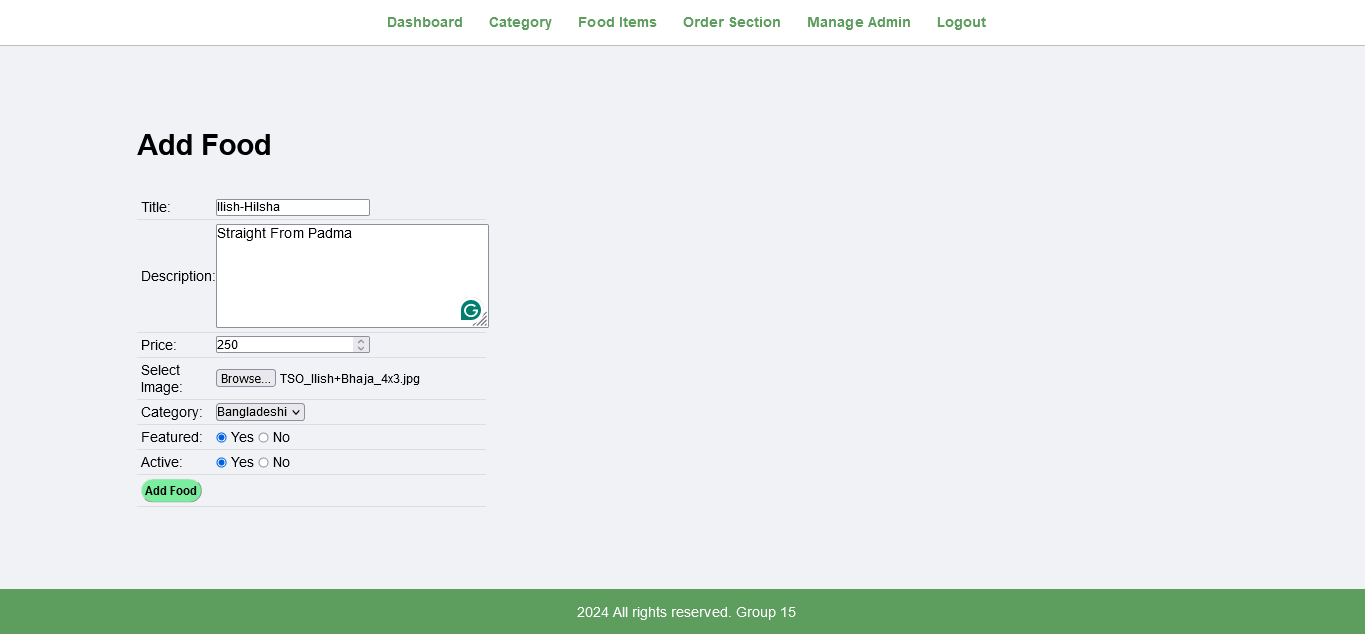 Dashboard Category Food Items Order Section Manage Admin Logout
Add Food
Title: Ilish-Hilsha
Description: Straight From Padma
Price: 250
Select
Image: Browse... TSO_Ilish+Bhaja_4x3.jpg
Category: Bangladeshi
Featured: Yes No
Active: Yes No
Add Food
2024 All rights reserved. Group 15